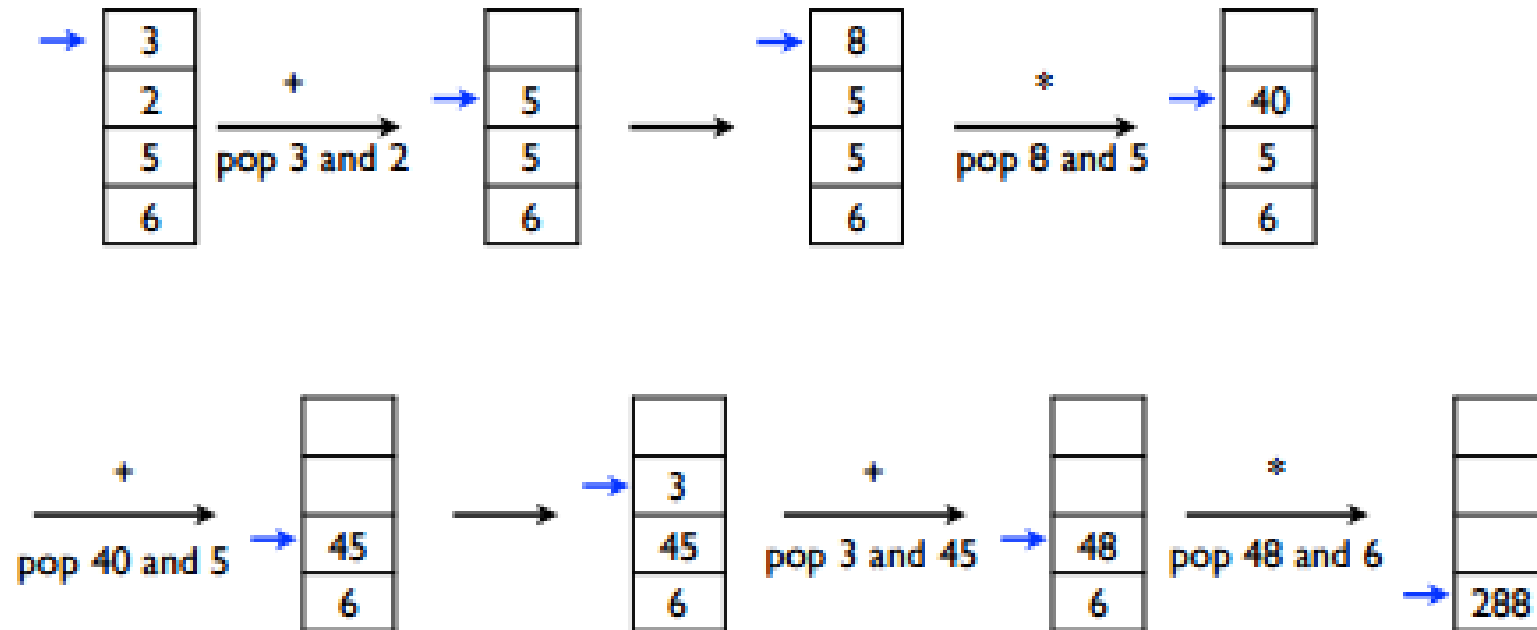 3 8
2 + 5 5 * 40
5 pop 3 and 2 5 5 pop 8 and 5 5
6 6 6 6
+ 3 + *
pop 40 and 5 45 45 pop 3 and 45 48 pop 48 and 6
6 6 6 288